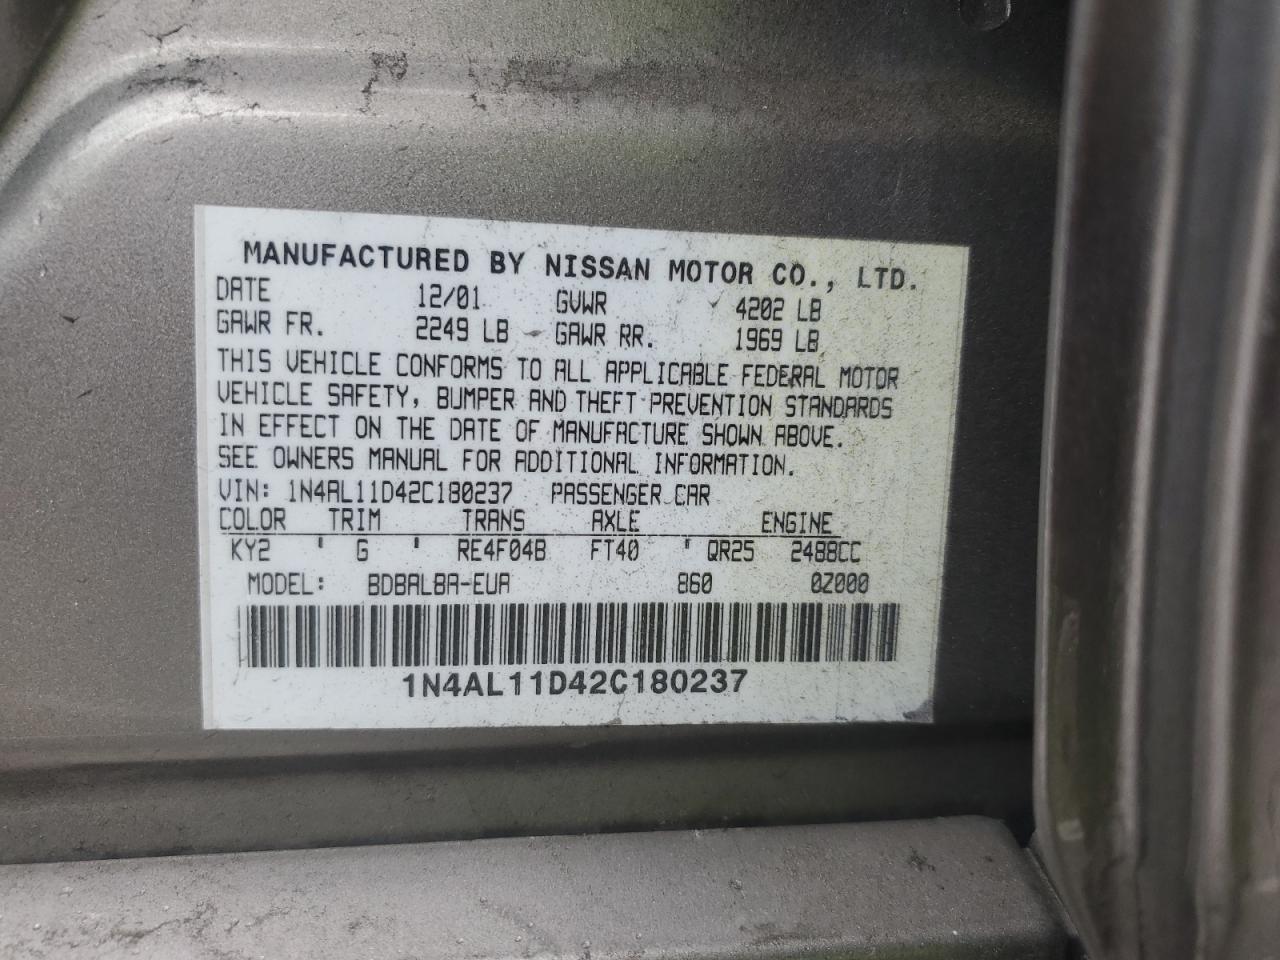 MANUFACTURED BY NISSAN MOTOR CO., LTD.
DATE 12/01 GVWR 4202 LB
GAWR FR. 2249 LB GAWR RR. 1969 LB
THIS VEHICLE CONFORMS TO ALL APPLICABLE FEDERAL MOTOR
VEHICLE SAFETY, BUMPER AND THEFT PREVENTION STANDARDS
IN EFFECT ON THE DATE OF MANUFACTURE SHOWN ABOVE.
SEE OWNERS MANUAL FOR ADDITIONAL INFORMATION.
VIN: 1N4AL11D42C180237 PASSENGER CAR
COLOR TRIM TRANS AXLE ENGINE
KY2 ' G ' RE4F04B FT40 ' QR25 2488CC
MODEL: BDBALBA-EUA 860 0Z000
1N4AL11D42C180237